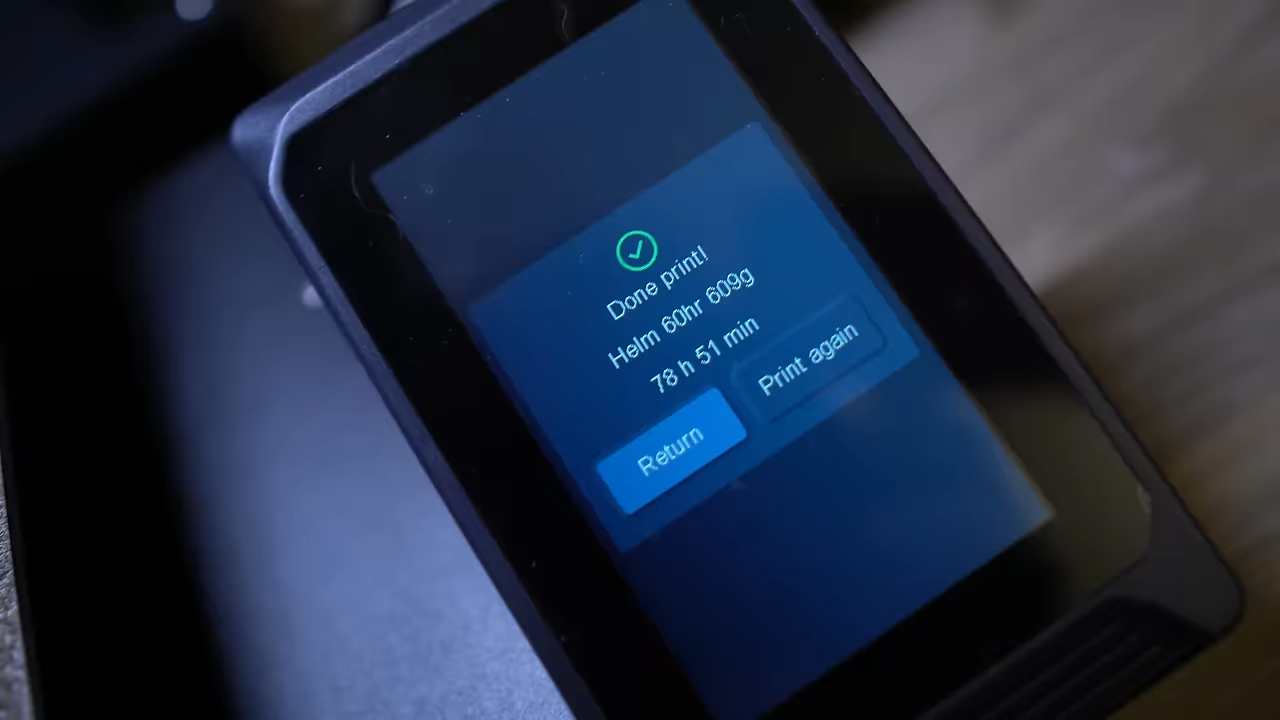 Done print!
Helm 60hr 609g
78 h 51 min
Return
Print again